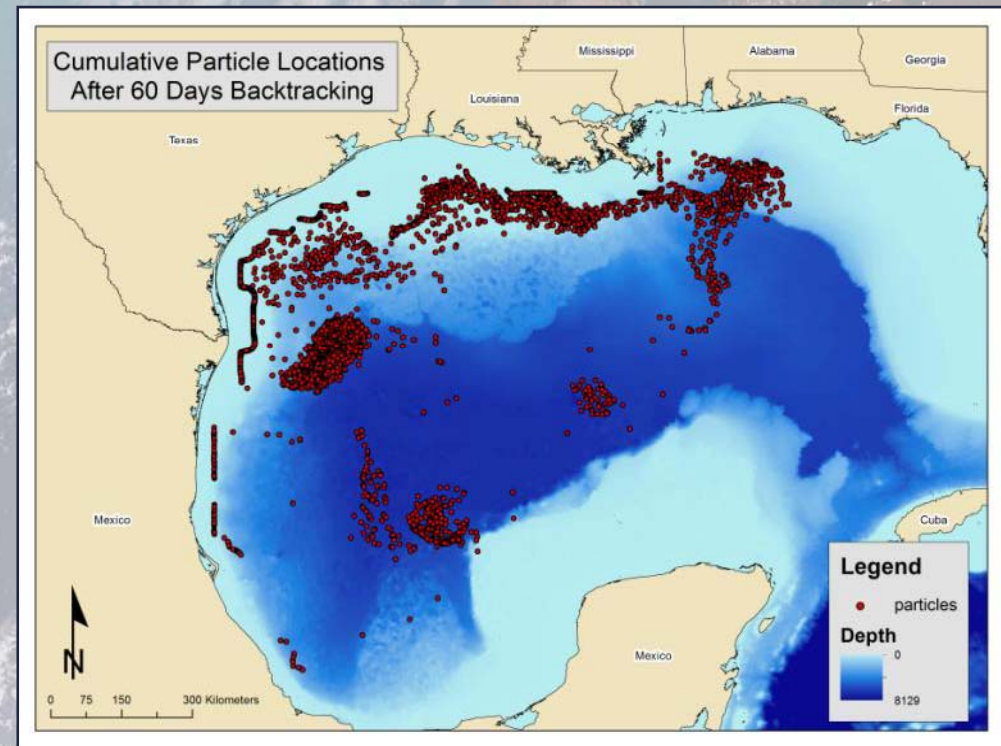 Cumulative Particle Locations
After 60 Days Backtracking
Mississippi
Alabama
Georgia
Louisiana
Florida
Texas
Mexico
Cuba
Mexico
Legend
particles
Depth
0
8129
N
0 75 150 300 Kilometers